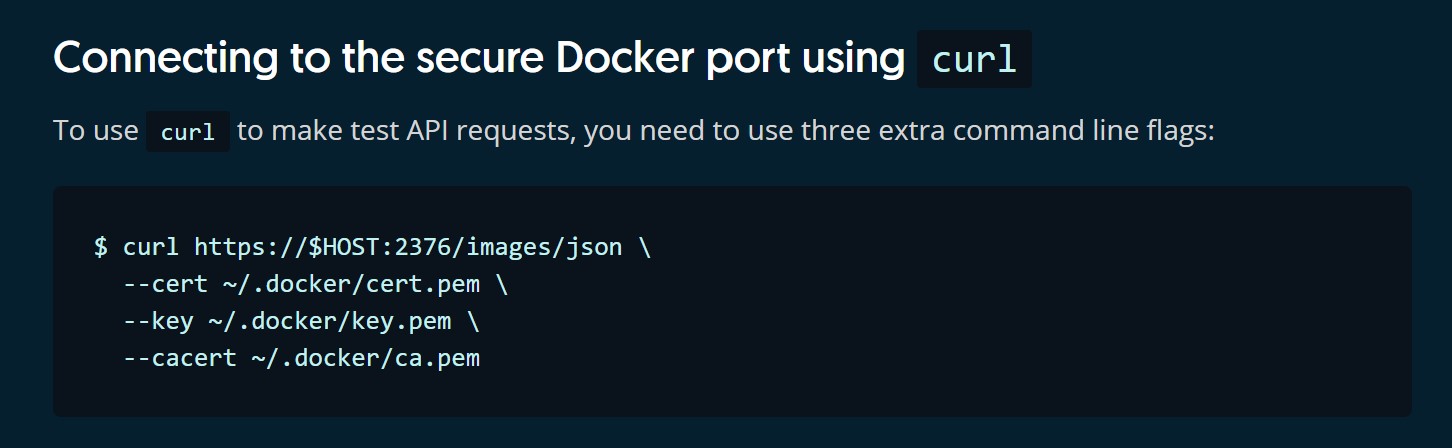 Connecting to the secure Docker port using curl
To use curl to make test API requests, you need to use three extra command line flags:
$ curl https://$HOST:2376/images/json \
--cert ~/.docker/cert.pem \
--key ~/.docker/key.pem \
--cacert ~/.docker/ca.pem